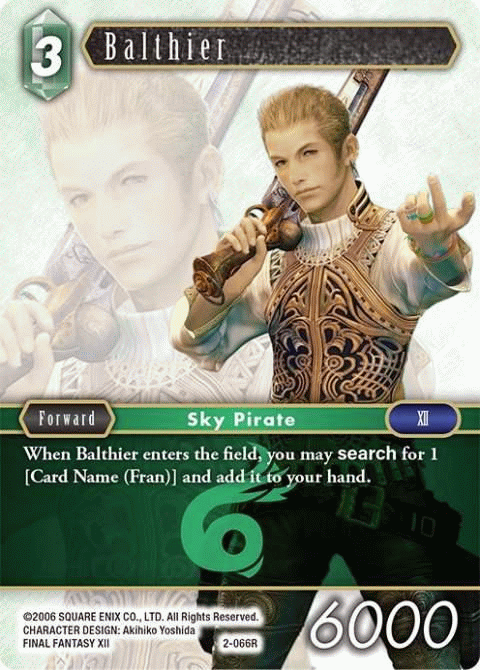 3
Balthier
Forward
Sky Pirate
XII
When Balthier enters the field, you may search for 1
[Card Name (Fran)] and add it to your hand.
©2006 SQUARE ENIX CO., LTD. All Rights Reserved.
CHARACTER DESIGN: Akihiko Yoshida
FINAL FANTASY XII
2-066R
6000